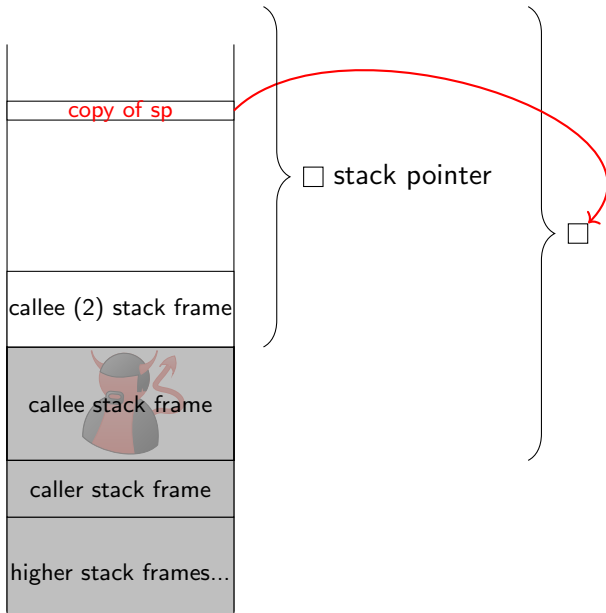 copy of sp
□ stack pointer
□
callee (2) stack frame
callee stack frame
caller stack frame
higher stack frames...